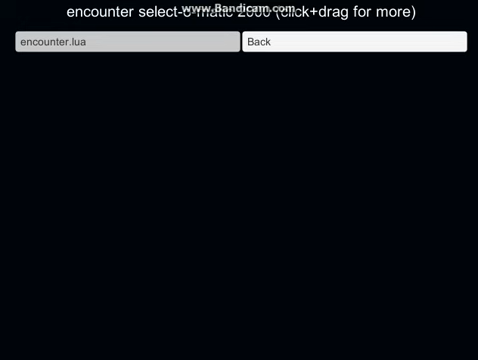 encounter select-o-matic 2000 (click+drag for more)
www.Bandicam.com
encounter.lua
Back